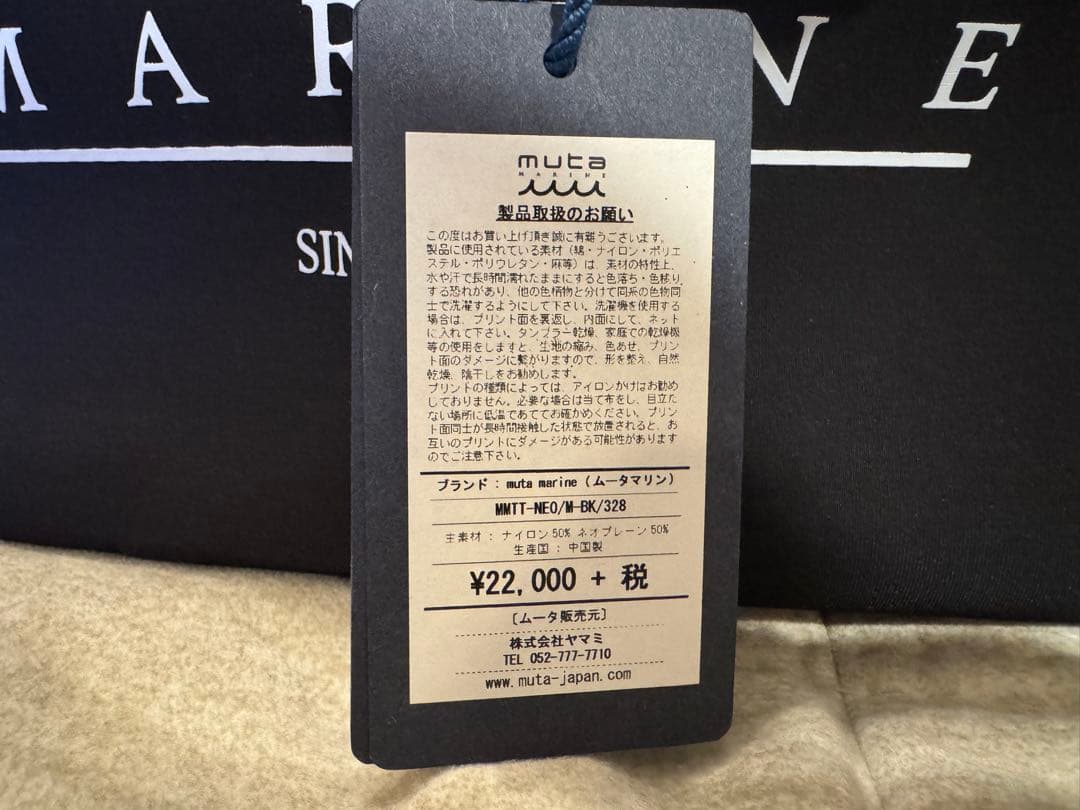 MAR
NE
SIN
muta
MARINE
製品取扱のお願い
この度はお買い上げ頂き誠に有難うございます。
製品に使用されている素材（綿・ナイロン・ポリエ
ステル・ポリウレタン・麻等）は、素材の特性上、
水や汗で長時間濡れたままにすると色落ち・色移り
する恐れがあり、他の色柄物と分けて同系の色物同
士で洗濯するようにして下さい。洗濯機を使用する
場合は、プリント面を裏返し、内面にして、ネット
に入れて下さい。タンブラー乾燥、家庭での乾燥機
等の使用をしますと、生地の縮み、色あせ、プリン
ト面のダメージに繋がりますので、形を整え、自然
乾燥、陰干しをお勧めします。
プリントの種類によっては、アイロンかけはお勧め
しておりません。必要な場合は当て布をし、目立た
ない場所に低温であててお確かめください。プリン
ト面同士が長時間接触した状態で放置されると、お
互いのプリントにダメージがある可能性があります
のでご注意下さい。
ブランド：muta marine（ムータマリン）
MMTT-NEO/M-BK/328
主素材：ナイロン50% ネオプレーン50%
生産国：中国製
¥22,000 + 税
［ムータ販売元］
株式会社ヤマミ
TEL 052-777-7710
www.muta-japan.com